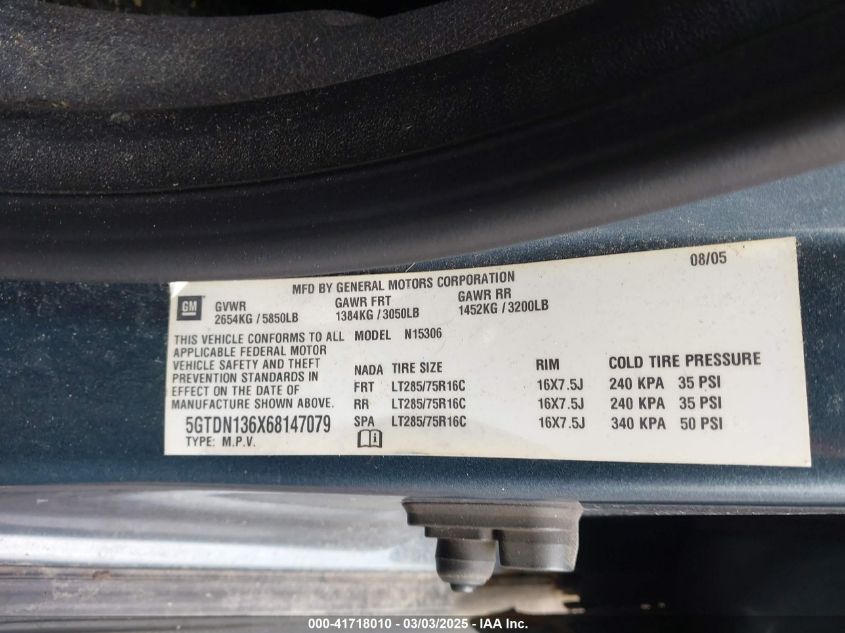 MFD BY GENERAL MOTORS CORPORATION 08/05
GM GVWR GAWR FRT GAWR RR
2654KG / 5850LB 1384KG / 3050LB 1452KG / 3200LB
THIS VEHICLE CONFORMS TO ALL
APPLICABLE FEDERAL MOTOR
VEHICLE SAFETY AND THEFT
PREVENTION STANDARDS IN
EFFECT ON THE DATE OF
MANUFACTURE SHOWN ABOVE.
5GTDN136X68147079
TYPE: M.P.V.
MODEL N15306
NADA TIRE SIZE RIM COLD TIRE PRESSURE
FRT LT285/75R16C 16X7.5J 240 KPA 35 PSI
RR LT285/75R16C 16X7.5J 240 KPA 35 PSI
SPA LT285/75R16C 16X7.5J 340 KPA 50 PSI
000-41718010 - 03/03/2025 - IAA Inc.